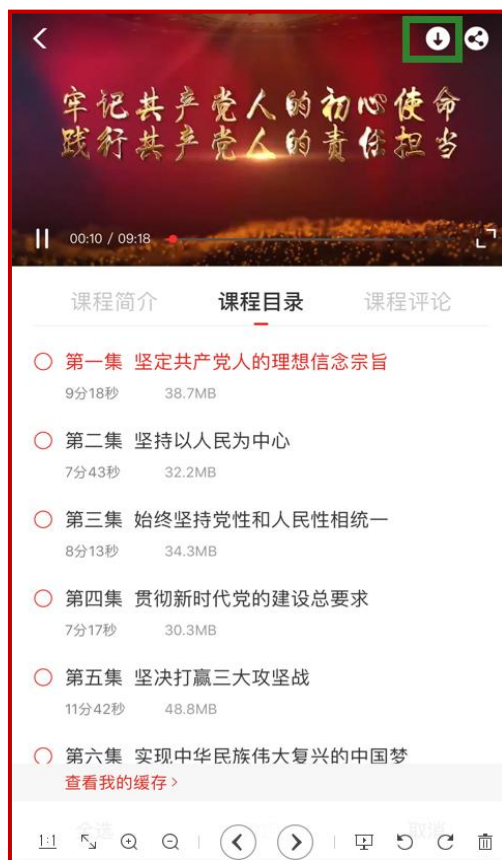 牢记共产党人的初心使命
践行共产党人的责任担当
00:10 / 09:18
课程简介 课程目录 课程评论
第一集 坚定共产党人的理想信念宗旨
9分18秒 38.7MB
第二集 坚持以人民为中心
7分43秒 32.2MB
第三集 始终坚持党性和人民性相统一
8分13秒 34.3MB
第四集 贯彻新时代党的建设总要求
7分17秒 30.3MB
第五集 坚决打赢三大攻坚战
11分42秒 48.8MB
第六集 实现中华民族伟大复兴的中国梦
查看我的缓存>
全选 取消
1:1